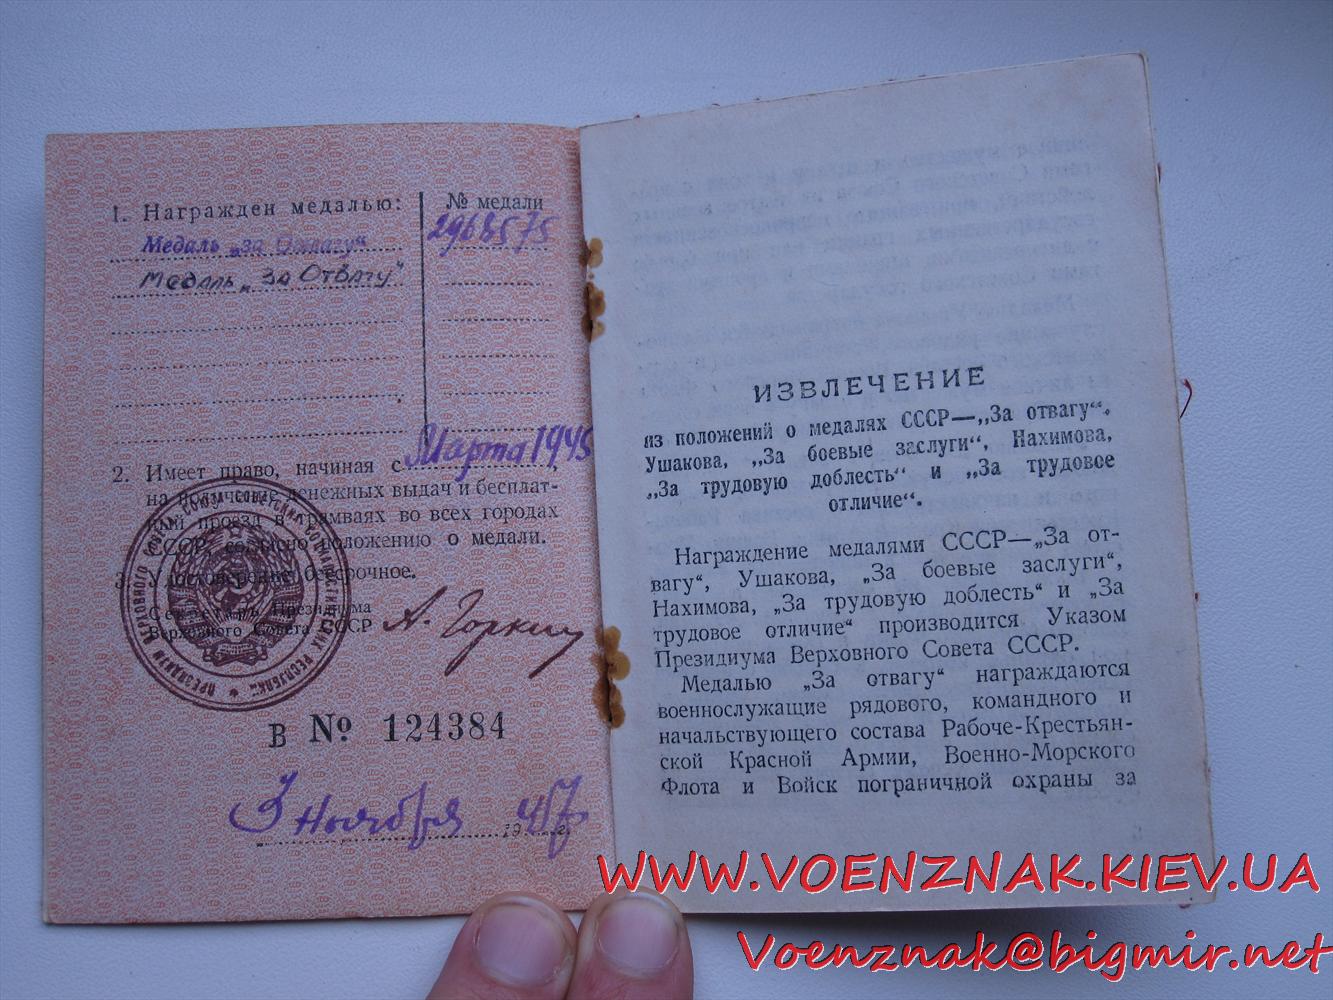 1. Награжден медалью:
№ медали
Медаль „за Отвагу“
2968575
Медаль „За Отвагу“
2. Имеет право, начиная с Марта 1945,
на получение денежных выдач и бесплат-
ный проезд в трамваях во всех городах
СССР, согласно положению о медали.
3. Удостоверение бессрочное.
Секретарь Президиума
Верховного Совета СССР
А. Горкин
В № 124384
3 Ноября 1945 г.
ИЗВЛЕЧЕНИЕ
из положений о медалях СССР—„За отвагу“,
Ушакова, „За боевые заслуги“, Нахимова,
„За трудовую доблесть“ и „За трудовое
отличие“.
Награждение медалями СССР—„За от-
вагу“, Ушакова, „За боевые заслуги“,
Нахимова, „За трудовую доблесть“ и „За
трудовое отличие“ производится Указом
Президиума Верховного Совета СССР.
Медалью „За отвагу“ награждаются
военнослужащие рядового, командного и
начальствующего состава Рабоче-Крестьян-
ской Красной Армии, Военно-Морского
Флота и Войск пограничной охраны за
WWW.VOENZNAK.KIEV.UA
Voenznak@bigmir.net